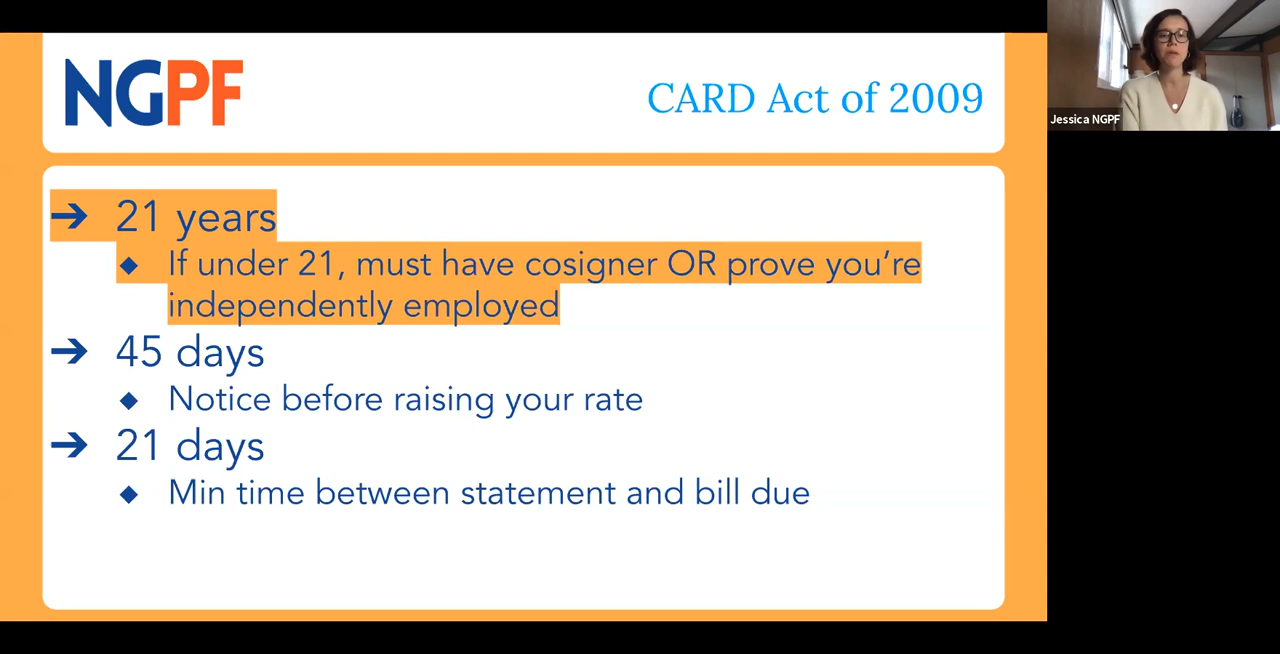 NGPF
CARD Act of 2009
Jessica NGPF
➔ 21 years
◆ If under 21, must have cosigner OR prove you’re
independently employed
➔ 45 days
◆ Notice before raising your rate
➔ 21 days
◆ Min time between statement and bill due